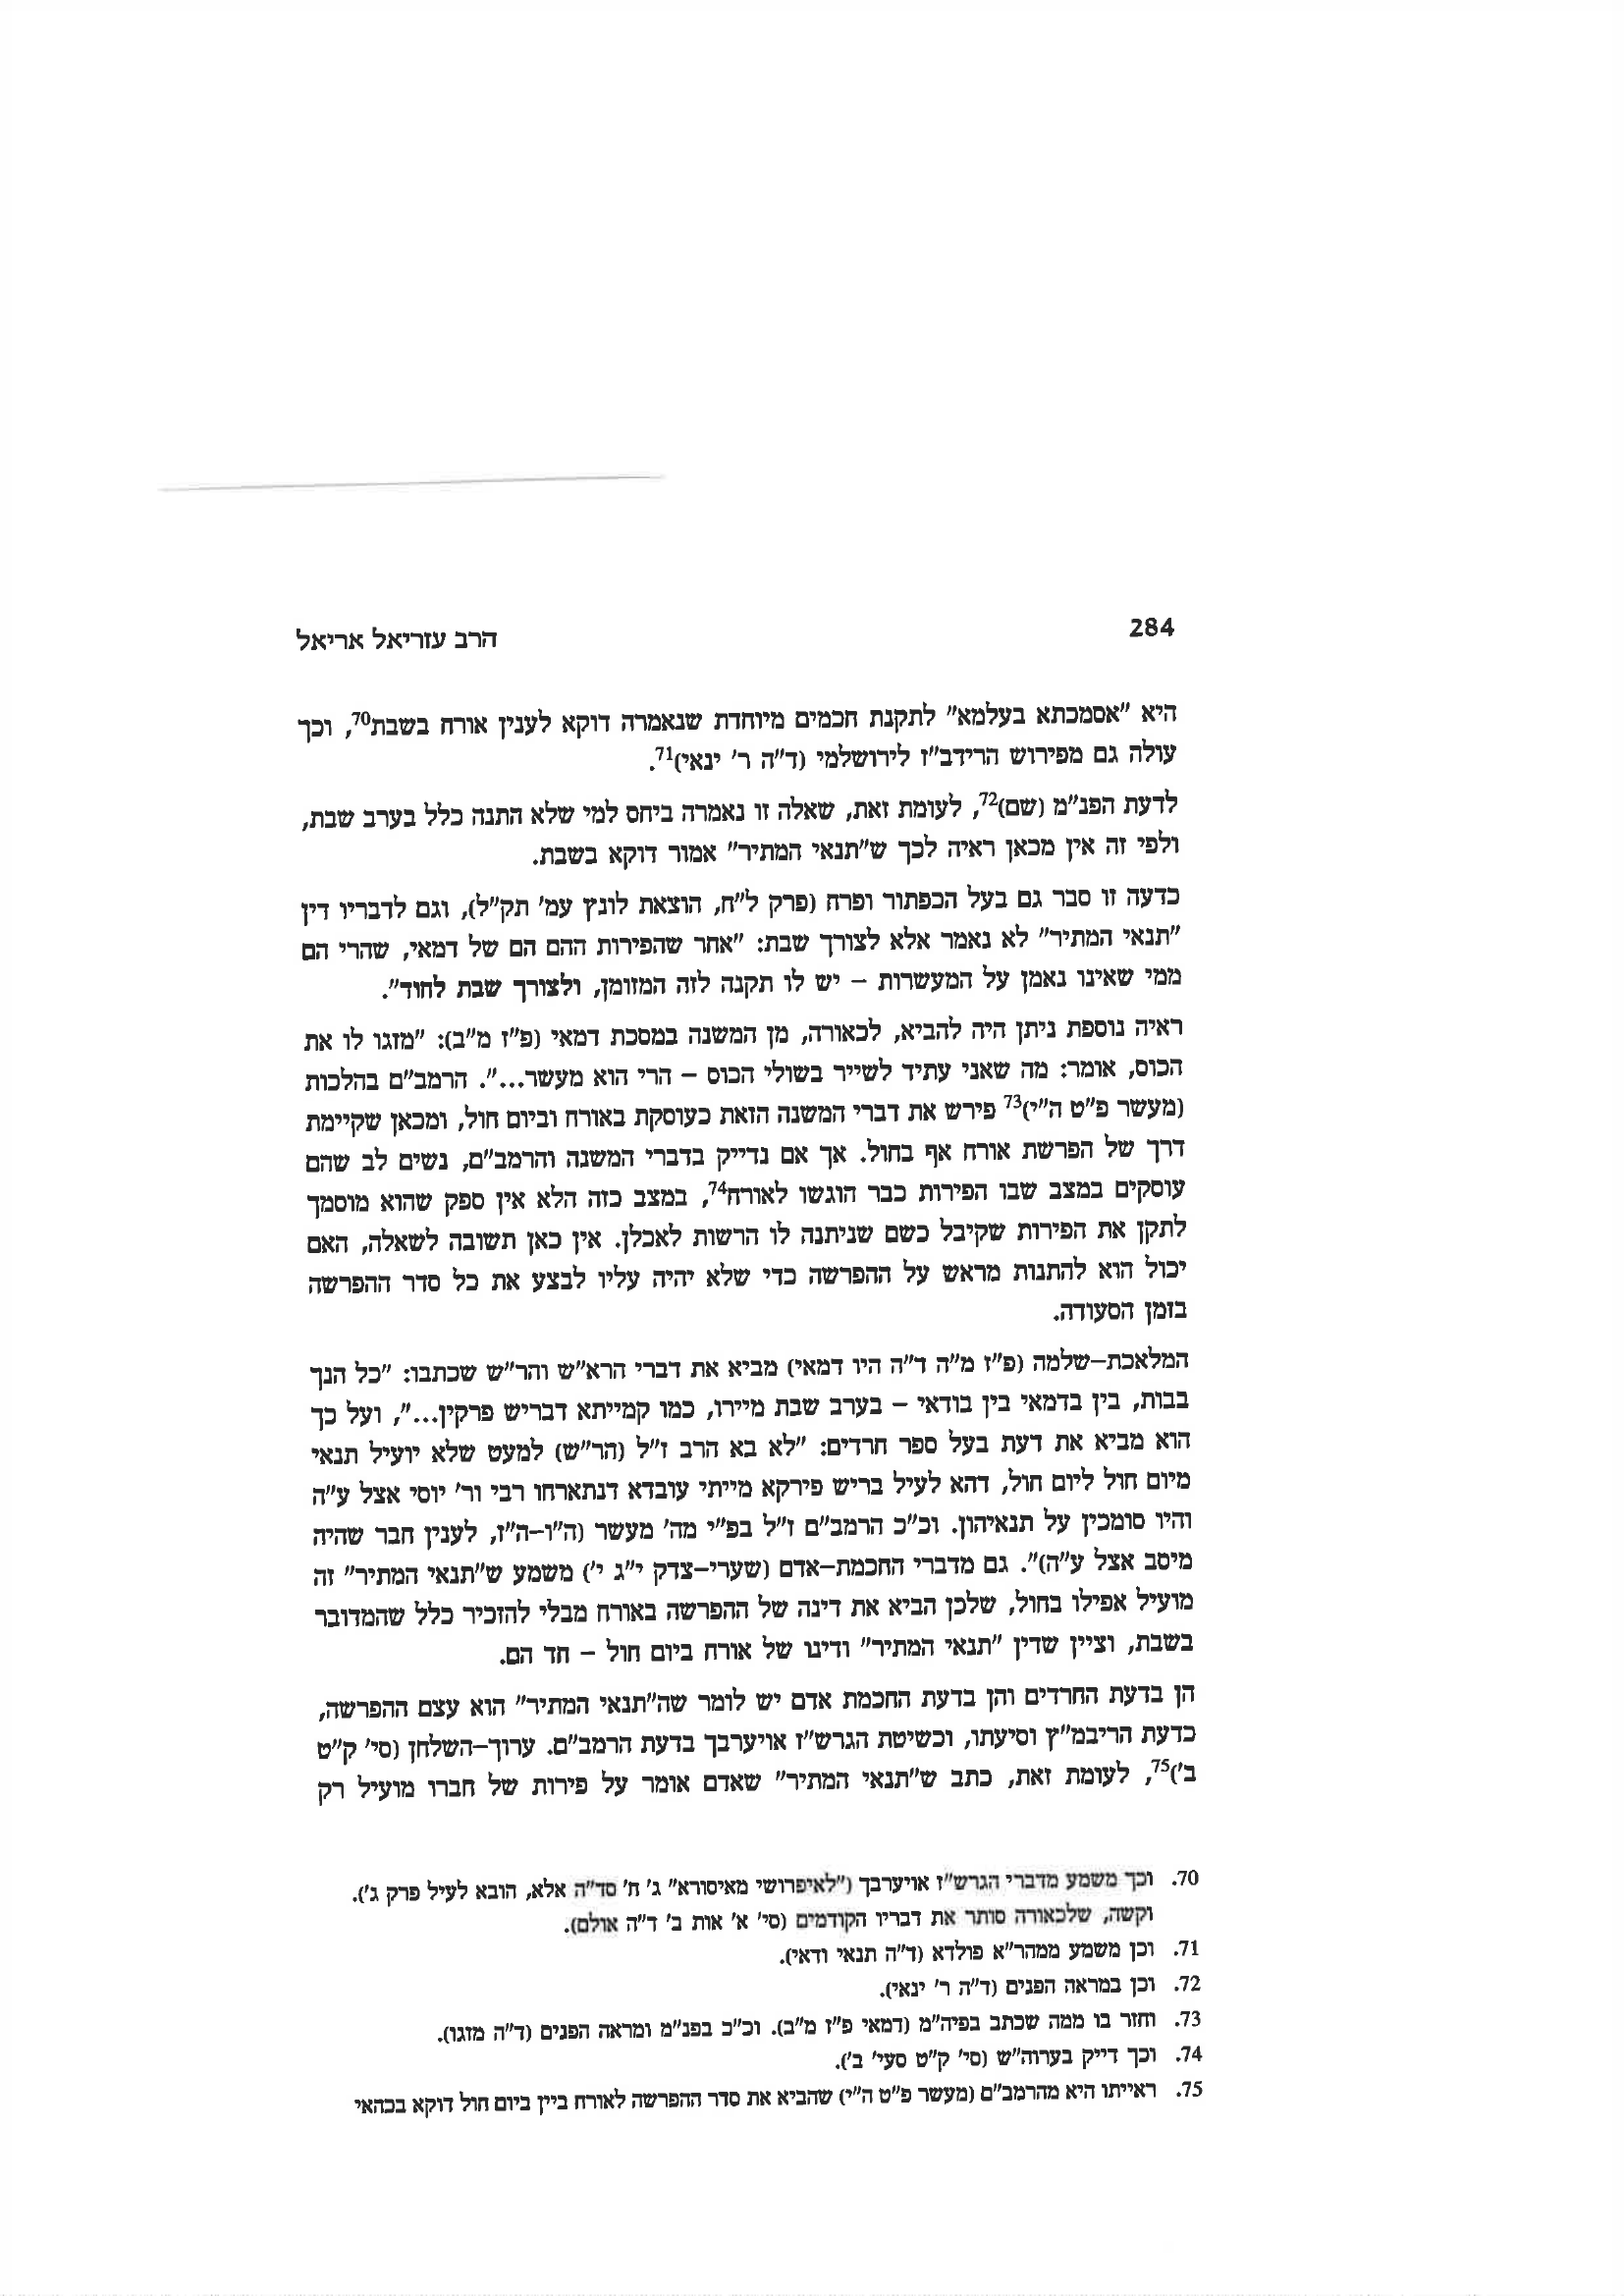 284 הרב עזריאל אריאל
היא "אסמכתא בעלמא" לתקנת חכמים מיוחדת שנאמרה דוקא לענין אורח בשבת70, וכך
עולה גם מפירוש הרידב"ז לירושלמי (ד"ה ר' ינאי)71.
לדעת הפנ"מ (שם)72, לעומת זאת, שאלה זו נאמרה ביחס למי שלא התנה כלל בערב שבת,
ולפי זה אין מכאן ראיה לכך ש"תנאי המתיר" אמור דוקא בשבת.
כדעה זו סבר גם בעל הכפתור ופרח (פרק ל"ח, הוצאת לונץ עמ' תק"ל), וגם לדבריו דין
"תנאי המתיר" לא נאמר אלא לצורך שבת: "אחר שהפירות ההם הם של דמאי, שהרי הם
ממי שאינו נאמן על המעשרות – יש לו תקנה לזה המזומן, ולצורך שבת לחוד".
ראיה נוספת ניתן היה להביא, לכאורה, מן המשנה במסכת דמאי (פ"ז מ"ב): "מזגו לו את
הכוס, אומר: מה שאני עתיד לשייר בשולי הכוס – הרי הוא מעשר...". הרמב"ם בהלכות
(מעשר פ"ט ה"י)73 פירש את דברי המשנה הזאת כעוסקת באורח וביום חול, ומכאן שקיימת
דרך של הפרשת אורח אף בחול. אך אם נדייק בדברי המשנה והרמב"ם, נשים לב שהם
עוסקים במצב שבו הפירות כבר הוגשו לאורח74, במצב כזה הלא אין ספק שהוא מוסמך
לתקן את הפירות שקיבל כשם שניתנה לו הרשות לאכלן. אין כאן תשובה לשאלה, האם
יכול הוא להתנות מראש על ההפרשה כדי שלא יהיה עליו לבצע את כל סדר ההפרשה
בזמן הסעודה.
המלאכת–שלמה (פ"ז מ"ה ד"ה היו דמאי) מביא את דברי הרא"ש והר"ש שכתבו: "כל הנך
בבות, בין בדמאי בין בודאי – בערב שבת מיירו, כמו קמייתא דבריש פרקין...", ועל כך
הוא מביא את דעת בעל ספר חרדים: "לא בא הרב ז"ל (הר"ש) למעט שלא יועיל תנאי
מיום חול ליום חול, דהא לעיל בריש פירקא מייתי עובדא דנתארחו רבי ור' יוסי אצל ע"ה
והיו סומכין על תנאיהון. וכ"כ הרמב"ם ז"ל בפ"י מה' מעשר (ה"ו–ה"ז, לענין חבר שהיה
מיסב אצל ע"ה)". גם מדברי החכמת–אדם (שערי–צדק י"ג י') משמע ש"תנאי המתיר" זה
מועיל אפילו בחול, שלכן הביא את דינה של ההפרשה באורח מבלי להזכיר כלל שהמדובר
בשבת, וציין שדין "תנאי המתיר" ודינו של אורח ביום חול – חד הם.
הן בדעת החרדים והן בדעת החכמת אדם יש לומר שה"תנאי המתיר" הוא עצם ההפרשה,
כדעת הריבמ"ץ וסיעתו, וכשיטת הגרש"ז אויערבך בדעת הרמב"ם. ערוך–השלחן (סי' ק"ט
ב')75, לעומת זאת, כתב ש"תנאי המתיר" שאדם אומר על פירות של חברו מועיל רק
70. וכך משמע מדברי הגרש"ז אויערבך ("לאיפרושי מאיסורא" ג' ח' סד"ה אלא, הובא לעיל פרק ג').
וקשה, שלכאורה סותר את דבריו הקודמים (סי' א' אות ב' ד"ה אולם).
71. וכן משמע ממהר"א פולדא (ד"ה תנאי ודאי).
72. וכן במראה הפנים (ד"ה ר' ינאי).
73. וחזר בו ממה שכתב בפיה"מ (דמאי פ"ז מ"ב). וכ"כ בפנ"מ ומראה הפנים (ד"ה מזגו).
74. וכך דייק בערוה"ש (סי' ק"ט סעי' ב').
75. ראייתו היא מהרמב"ם (מעשר פ"ט ה"י) שהביא את סדר ההפרשה לאורח ביין ביום חול דוקא בכהאי